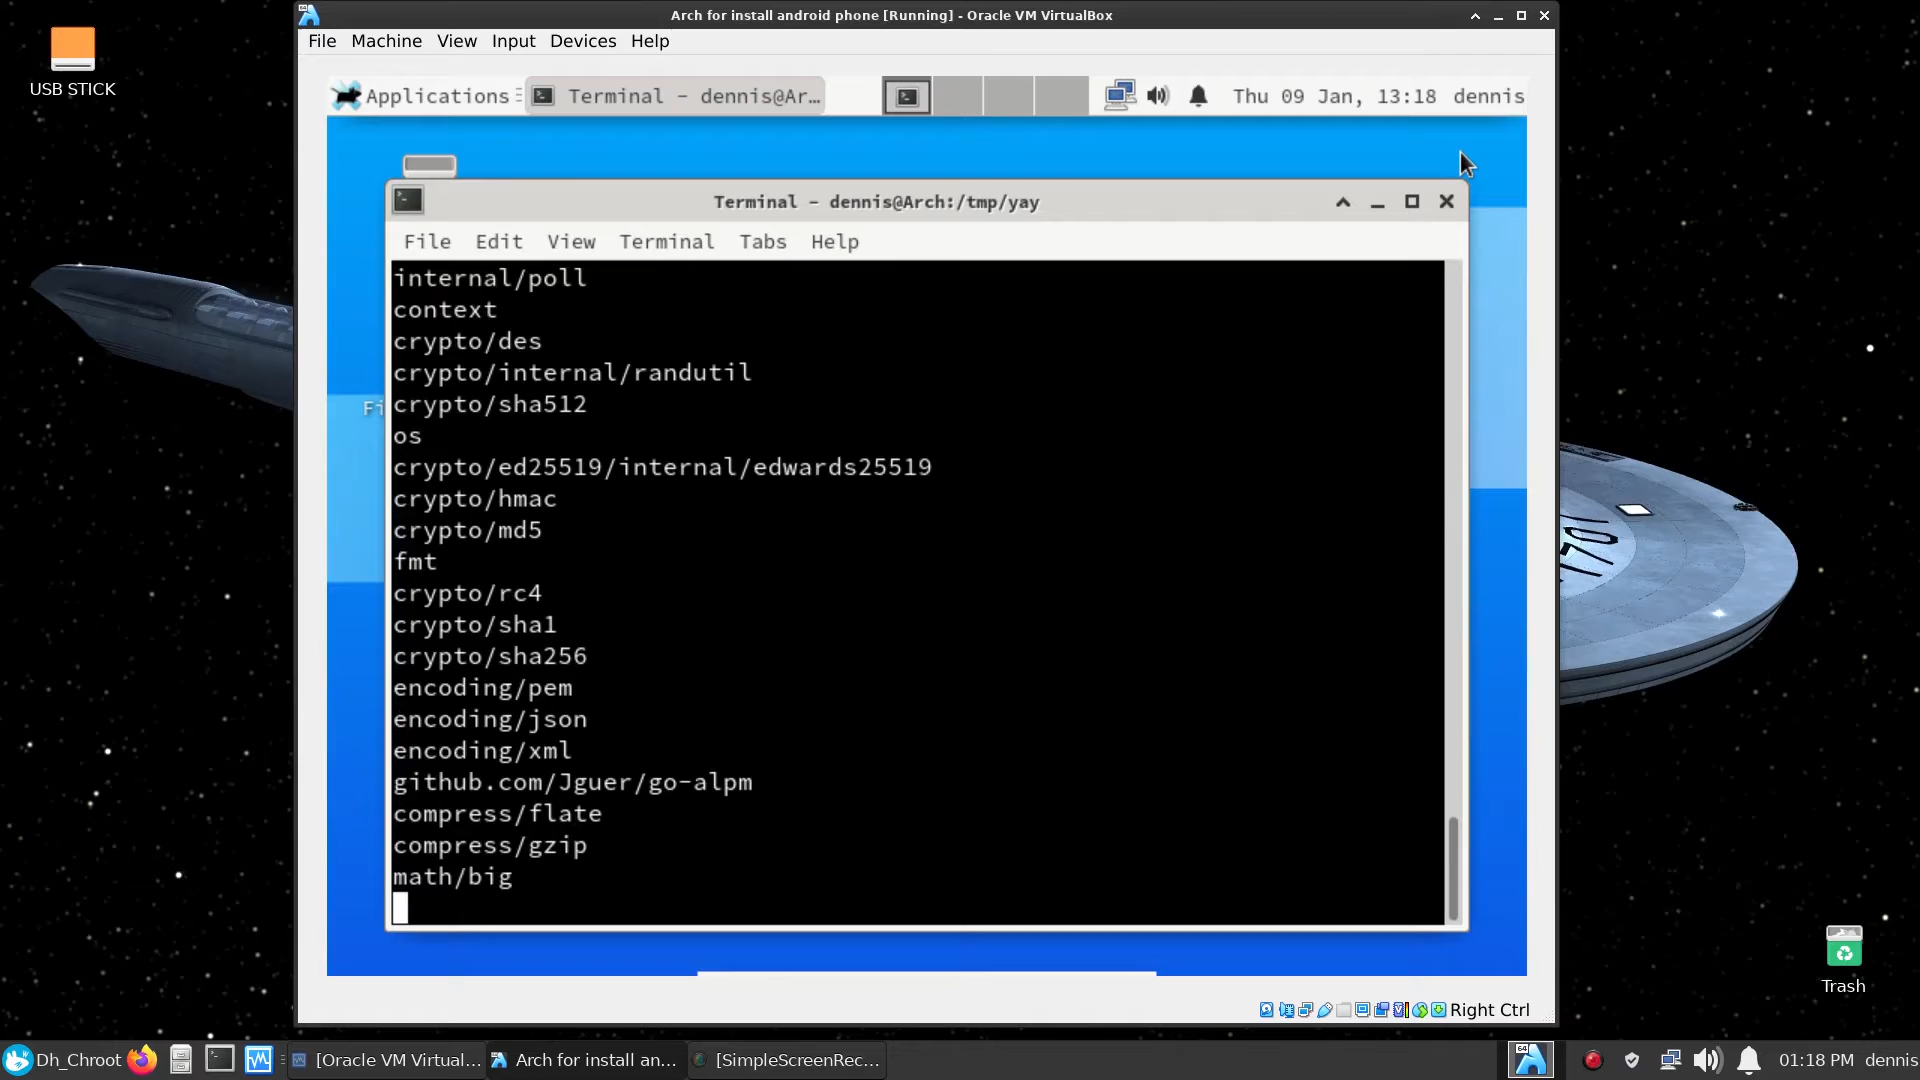 Arch for install android phone [Running] - Oracle VM VirtualBox
File Machine View Input Devices Help
USB STICK
Applications
Terminal - dennis@Ar...
Thu 09 Jan, 13:18 dennis
Terminal - dennis@Arch:/tmp/yay
File Edit View Terminal Tabs Help
internal/poll
context
crypto/des
crypto/internal/randutil
crypto/sha512
Fi
os
crypto/ed25519/internal/edwards25519
crypto/hmac
crypto/md5
fmt
crypto/rc4
crypto/sha1
crypto/sha256
encoding/pem
encoding/json
encoding/xml
github.com/Jguer/go-alpm
compress/flate
compress/gzip
math/big
Trash
Right Ctrl
Dh_Chroot
[Oracle VM Virtual...
Arch for install an...
[SimpleScreenRec...
64
01:18 PM dennis